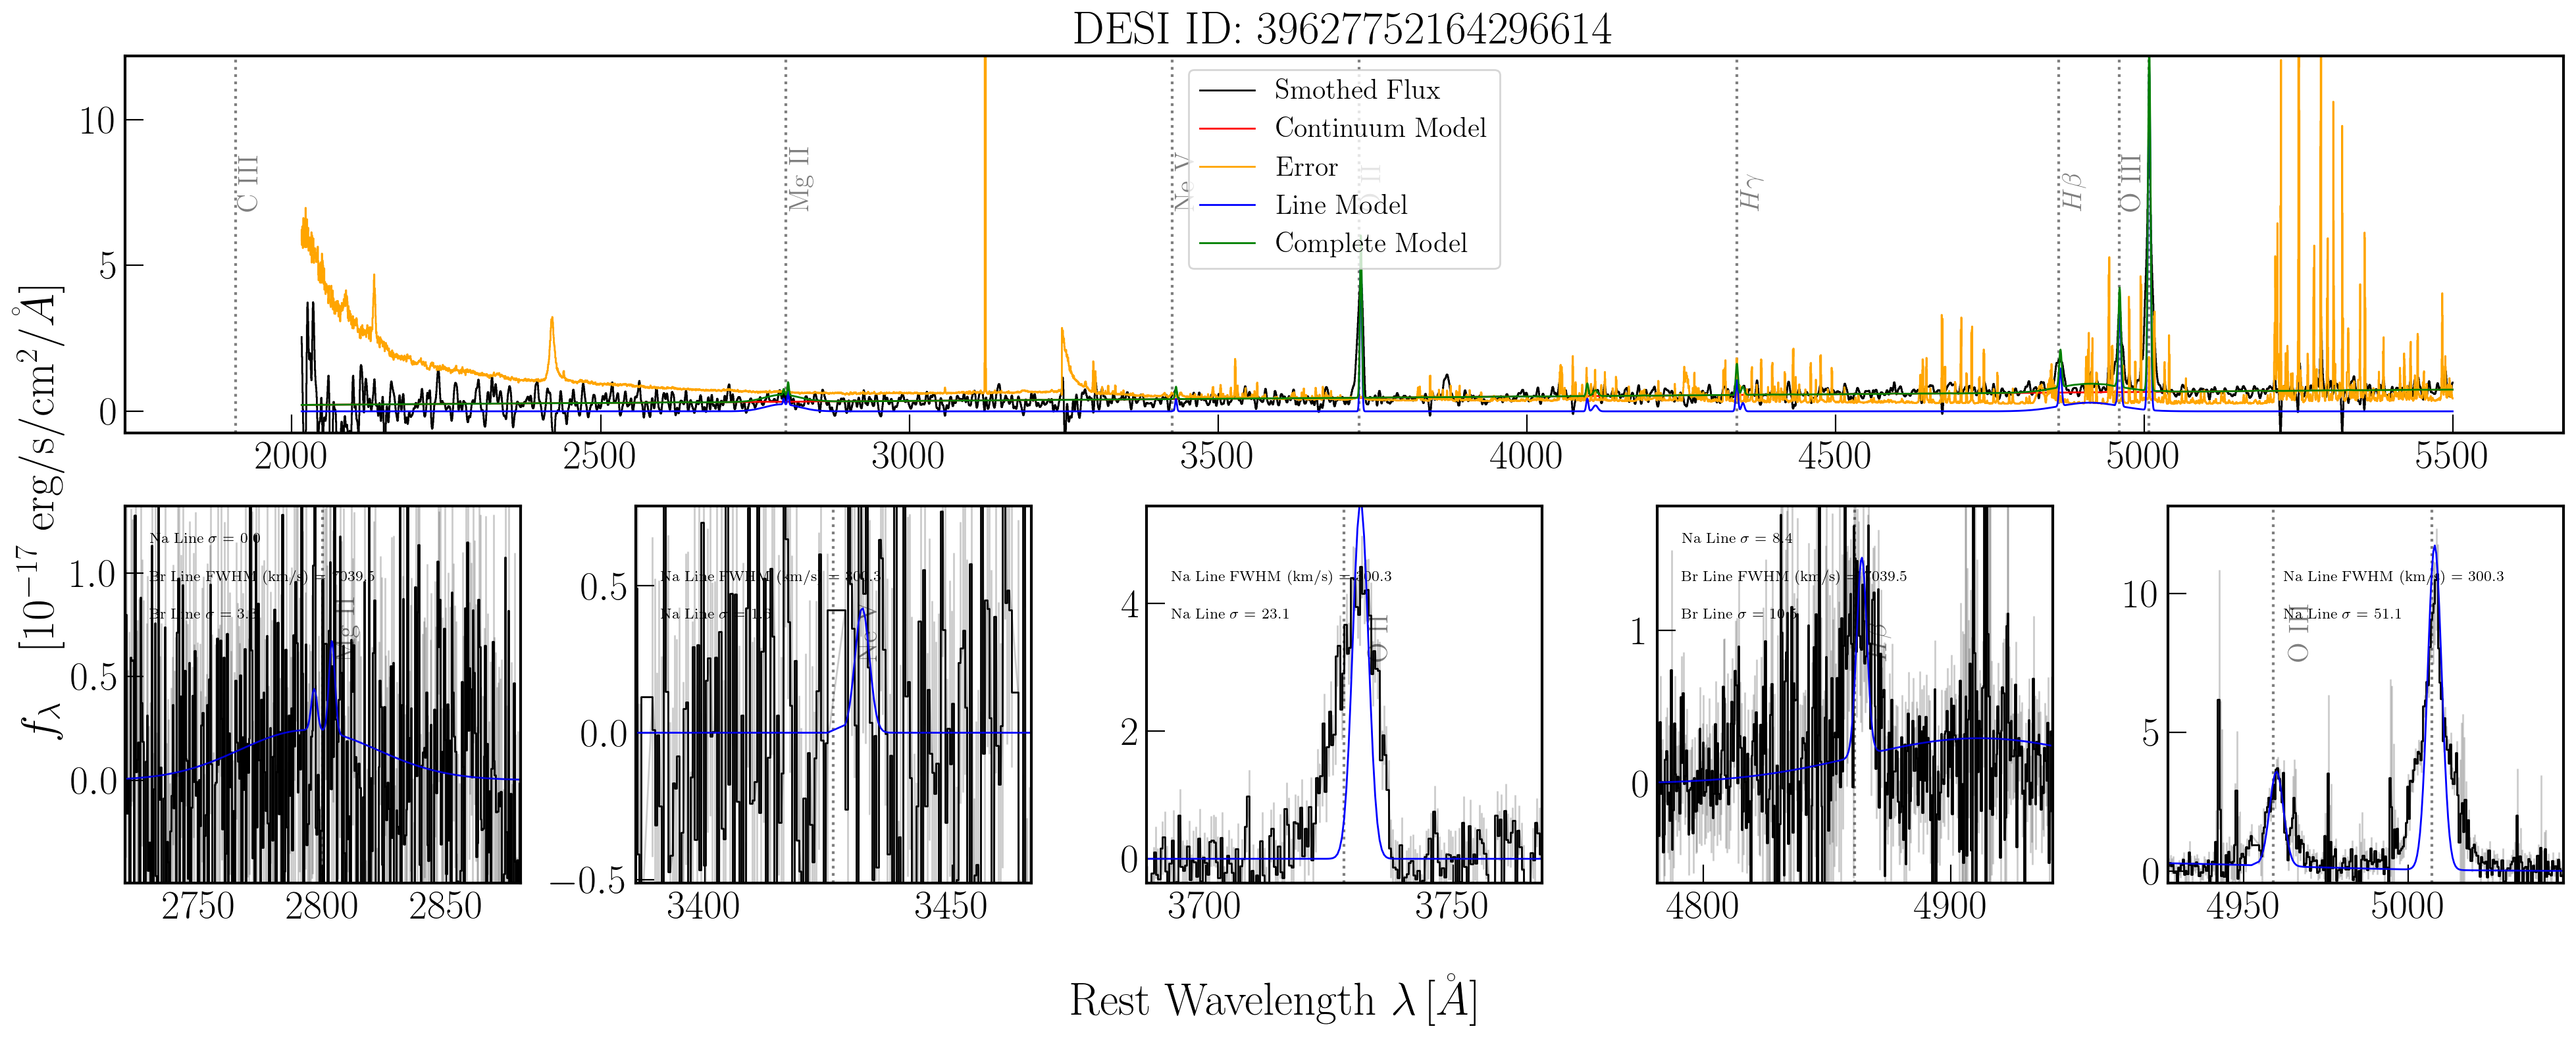 DESI ID: 39627752164296614
Smothed Flux
Continuum Model
Error
Line Model
Complete Model
C III
Mg II
Ne V
O II
Hγ
Hβ
O III
10
5
0
2000 2500 3000 3500 4000 4500 5000 5500
f_λ [10^{-17} erg/s/cm^2/Å]
Na Line σ = 0.0
Br Line FWHM (km/s) = 7039.5
Br Line σ =
Mg II
1.0
0.5
0.0
2750 2800 2850
Na Line FWHM (km/s) = 300.3
Na Line σ = 1.6
Ne V
0.5
0.0
−0.5
3400 3450
Na Line FWHM (km/s) = 300.3
Na Line σ = 23.1
O II
4
2
0
3700 3750
Na Line σ = 8.4
Br Line FWHM (km/s) = 7039.5
Br Line σ =
Hβ
1
0
4800 4900
Na Line FWHM (km/s) = 300.3
Na Line σ = 51.1
O III
10
5
0
4950 5000
Rest Wavelength λ [Å]